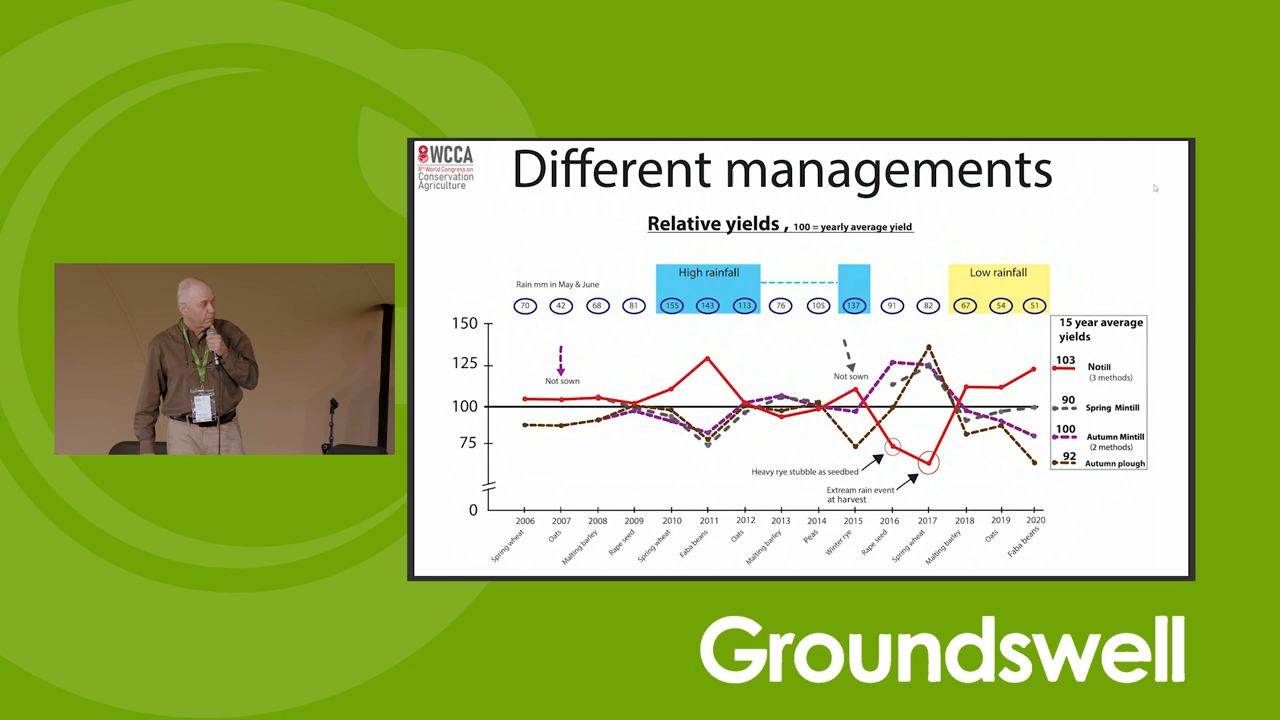 WCCA
8th World Congress on
Conservation
Agriculture
Different managements
Relative yields , 100 = yearly average yield
High rainfall
Low rainfall
Rain mm in May & June
70 42 68 81 155 143 113 76 105 137 91 82 67 54 51
150
125
100
75
0
Not sown
Not sown
Heavy rye stubble as seedbed
Extream rain event
at harvest
15 year average
yields
103
Notill
(3 methods)
90
Spring Mintill
100
Autumn Mintill
(2 methods)
92
Autumn plough
2006 2007 2008 2009 2010 2011 2012 2013 2014 2015 2016 2017 2018 2019 2020
Spring wheat
Oats
Malting barley
Rape seed
Spring wheat
Faba beans
Oats
Malting barley
Peas
Winter rye
Rape seed
Spring wheat
Malting barley
Oats
Faba beans
Groundswell